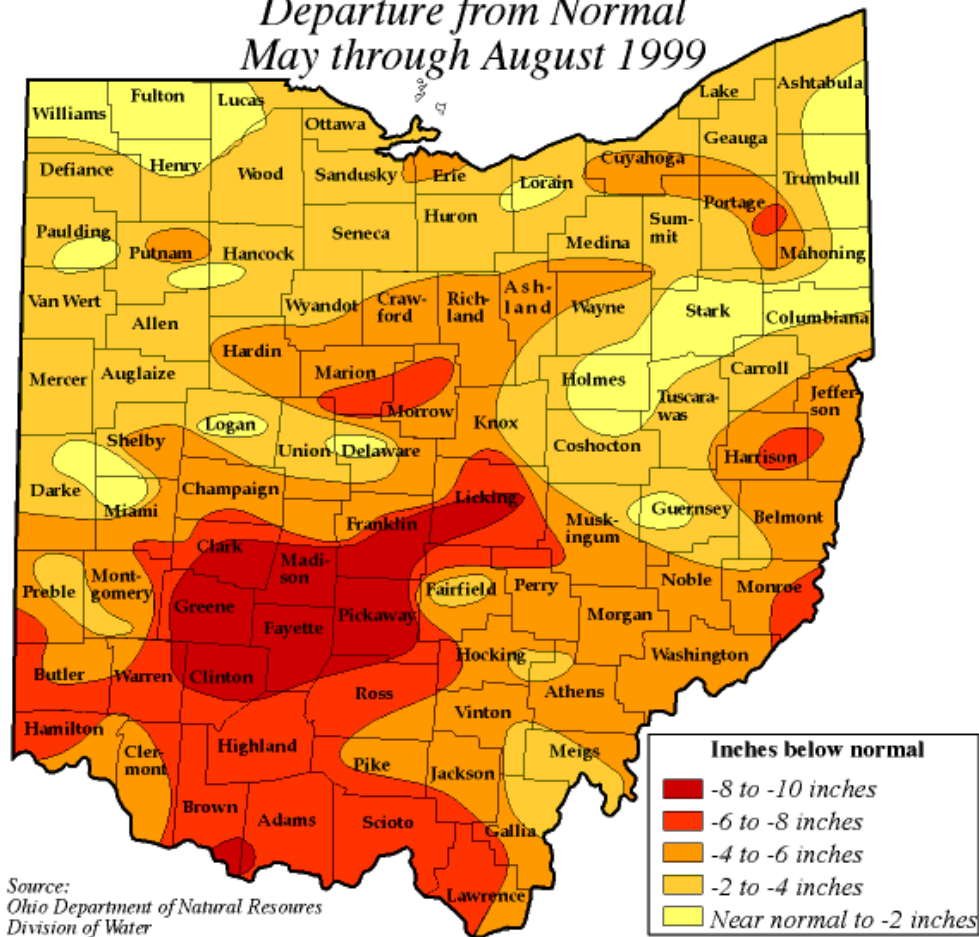 Departure from Normal
May through August 1999
Williams
Fulton
Lucas
Ottawa
Lake
Ashtabula
Geauga
Defiance
Henry
Wood
Sandusky
Erie
Lorain
Cuyahoga
Trumbull
Portage
Huron
Sum-
mit
Paulding
Putnam
Hancock
Seneca
Medina
Mahoning
Van Wert
Allen
Wyandot
Craw-
ford
Rich-
land
Ash-
land
Wayne
Stark
Columbiana
Hardin
Marion
Mercer
Auglaize
Morrow
Holmes
Carroll
Tuscara-
was
Jeffer-
son
Knox
Logan
Union
Delaware
Coshocton
Harrison
Shelby
Darke
Miami
Champaign
Licking
Franklin
Musk-
ingum
Guernsey
Belmont
Clark
Madi-
son
Preble
Mont-
gomery
Greene
Fayette
Pickaway
Fairfield
Perry
Noble
Monroe
Morgan
Washington
Butler
Warren
Clinton
Hocking
Ross
Athens
Vinton
Hamilton
Cler-
mont
Highland
Pike
Jackson
Meigs
Brown
Adams
Scioto
Gallia
Lawrence
Inches below normal
-8 to -10 inches
-6 to -8 inches
-4 to -6 inches
-2 to -4 inches
Near normal to -2 inches
Source:
Ohio Department of Natural Resoures
Division of Water